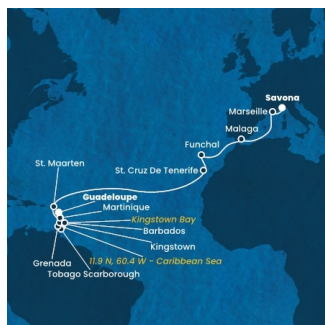 Savona
Marseille
Malaga
Funchal
St. Cruz De Tenerife
St. Maarten
Guadeloupe
Martinique
Kingstown Bay
Barbados
Kingstown
11.9 N, 60.4 W - Caribbean Sea
Grenada
Tobago Scarborough